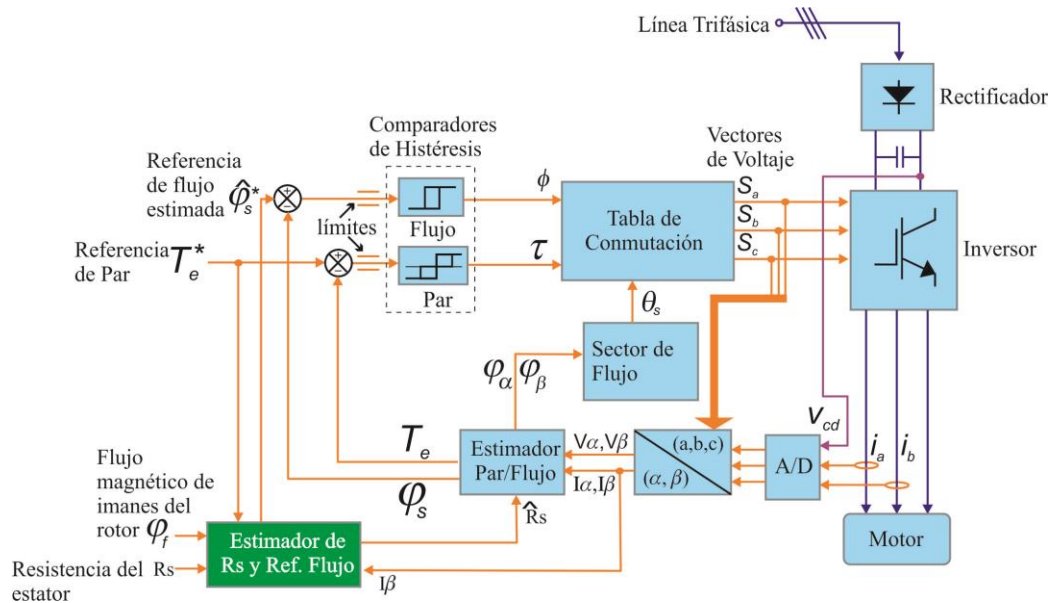 Línea Trifásica
Rectificador
Comparadores
de Histéresis
Vectores
de Voltaje
Referencia
de flujo
estimada φ̂s*
límites
Flujo
ϕ
Tabla de
Conmutación
Sa
Sb
Sc
Inversor
Referencia
de Par Te*
Par
τ
θs
Sector de
Flujo
φα φβ
Vcd
Te
Estimador
Par/Flujo
Vα,Vβ
Iα,Iβ
(a,b,c)
(α, β)
A/D
ia
ib
φs
R̂s
Flujo
magnético de
imanes del
rotor φf
Estimador de
Rs y Ref. Flujo
Iβ
Motor
Resistencia del Rs
estator